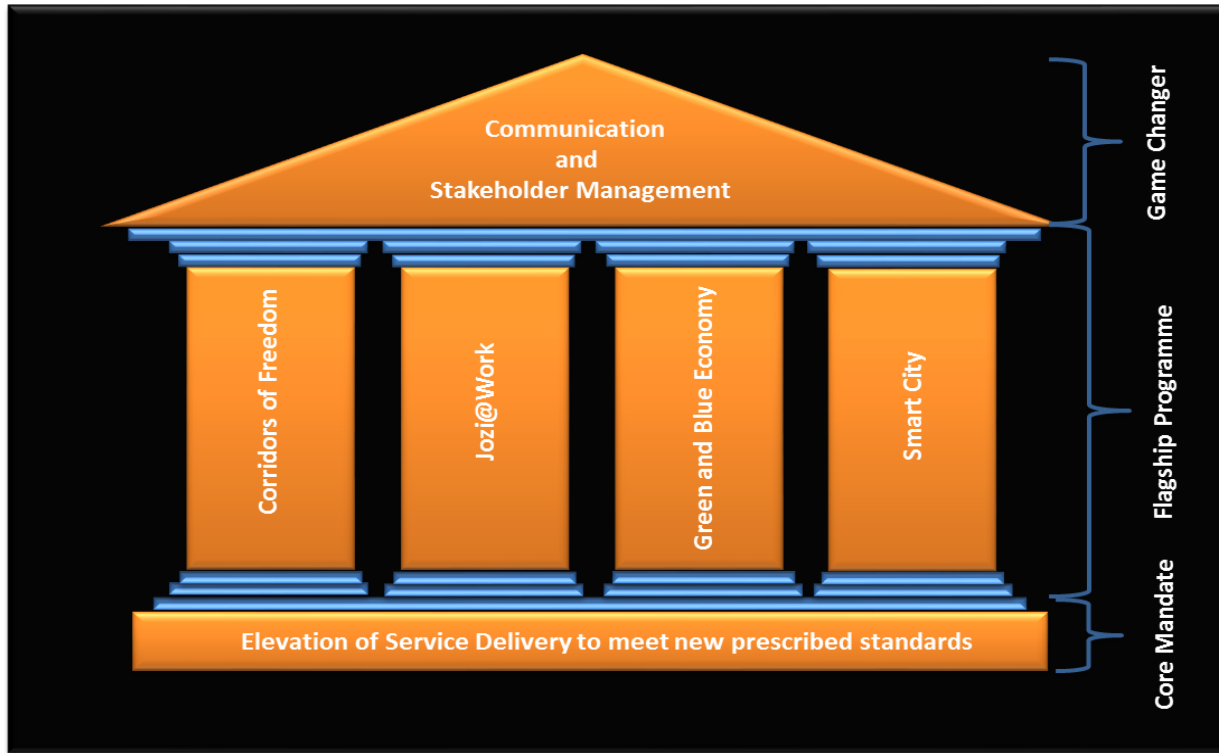 Communication
and
Stakeholder Management
Game Changer
Corridors of Freedom
Jozi@Work
Green and Blue Economy
Smart City
Flagship Programme
Elevation of Service Delivery to meet new prescribed standards
Core Mandate